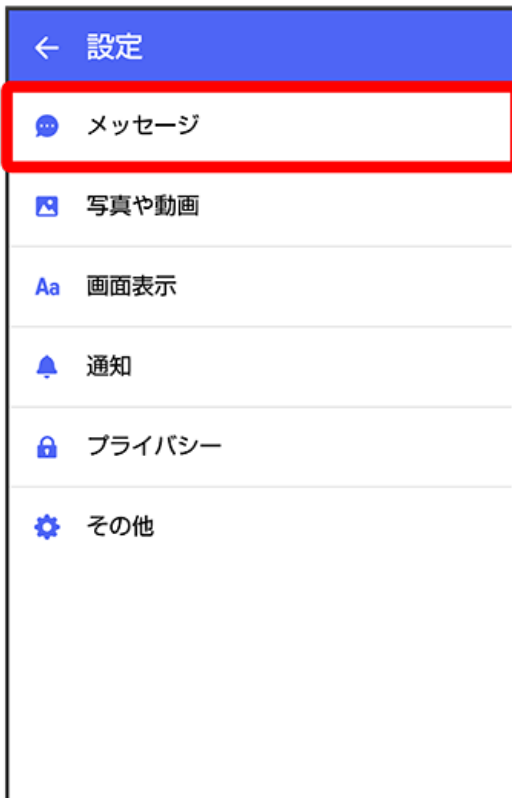 設定
メッセージ
写真や動画
Aa 画面表示
通知
プライバシー
その他